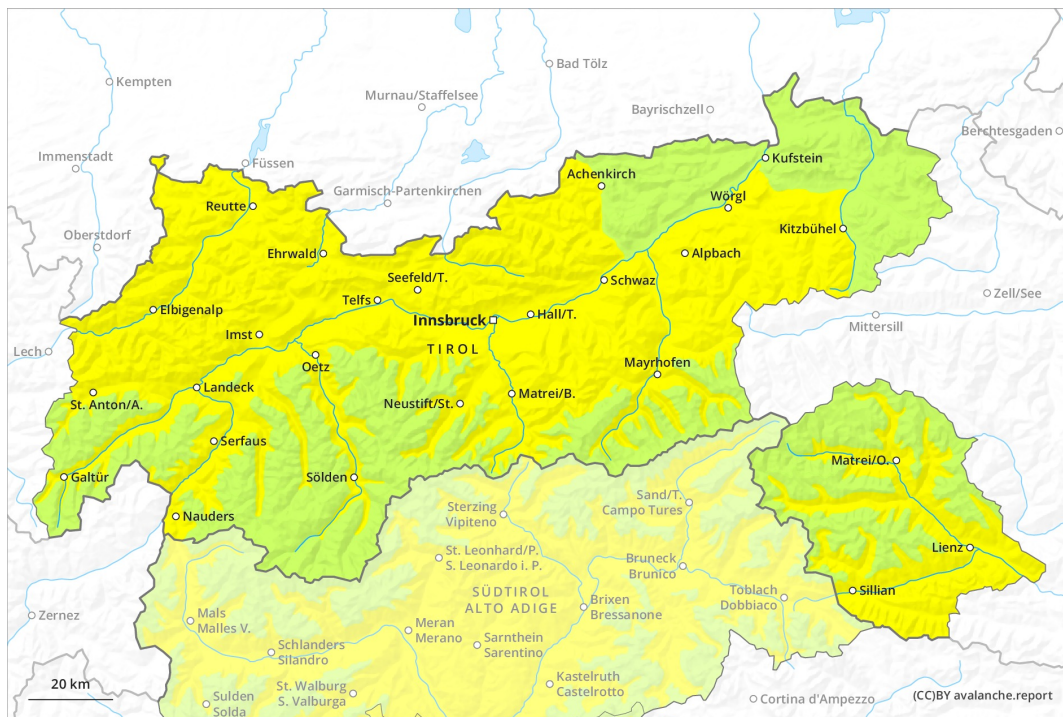 Kempten
Bad Tölz
Murnau/Staffelsee
Bayrischzell
Berchtesgaden
Immenstadt
Füssen
Kufstein
Garmisch-Partenkirchen
Achenkirch
Reutte
Wörgl
Oberstdorf
Kitzbühel
Ehrwald
Alpbach
Seefeld/T.
Schwaz
Zell/See
Telfs
Elbigenalp
Innsbruck
Hall/T.
Mittersill
Imst
Lech
TIROL
Oetz
Mayrhofen
Landeck
St. Anton/A.
Neustift/St.
Matrei/B.
Serfaus
Matrei/O.
Galtür
Sölden
Sand/T.
Campo Tures
Sterzing
Vipiteno
Nauders
Lienz
St. Leonhard/P.
S. Leonardo i. P.
Bruneck
Brunico
SÜDTIROL
ALTO ADIGE
Toblach
Dobbiaco
Sillian
Brixen
Bressanone
Zernez
Mals
Malles V.
Meran
Merano
Schlanders
Silandro
Sarnthein
Sarentino
20 km
St. Walburg
S. Valburga
Kastelruth
Castelrotto
Sulden
Solda
Cortina d'Ampezzo
(CC)BY avalanche.report